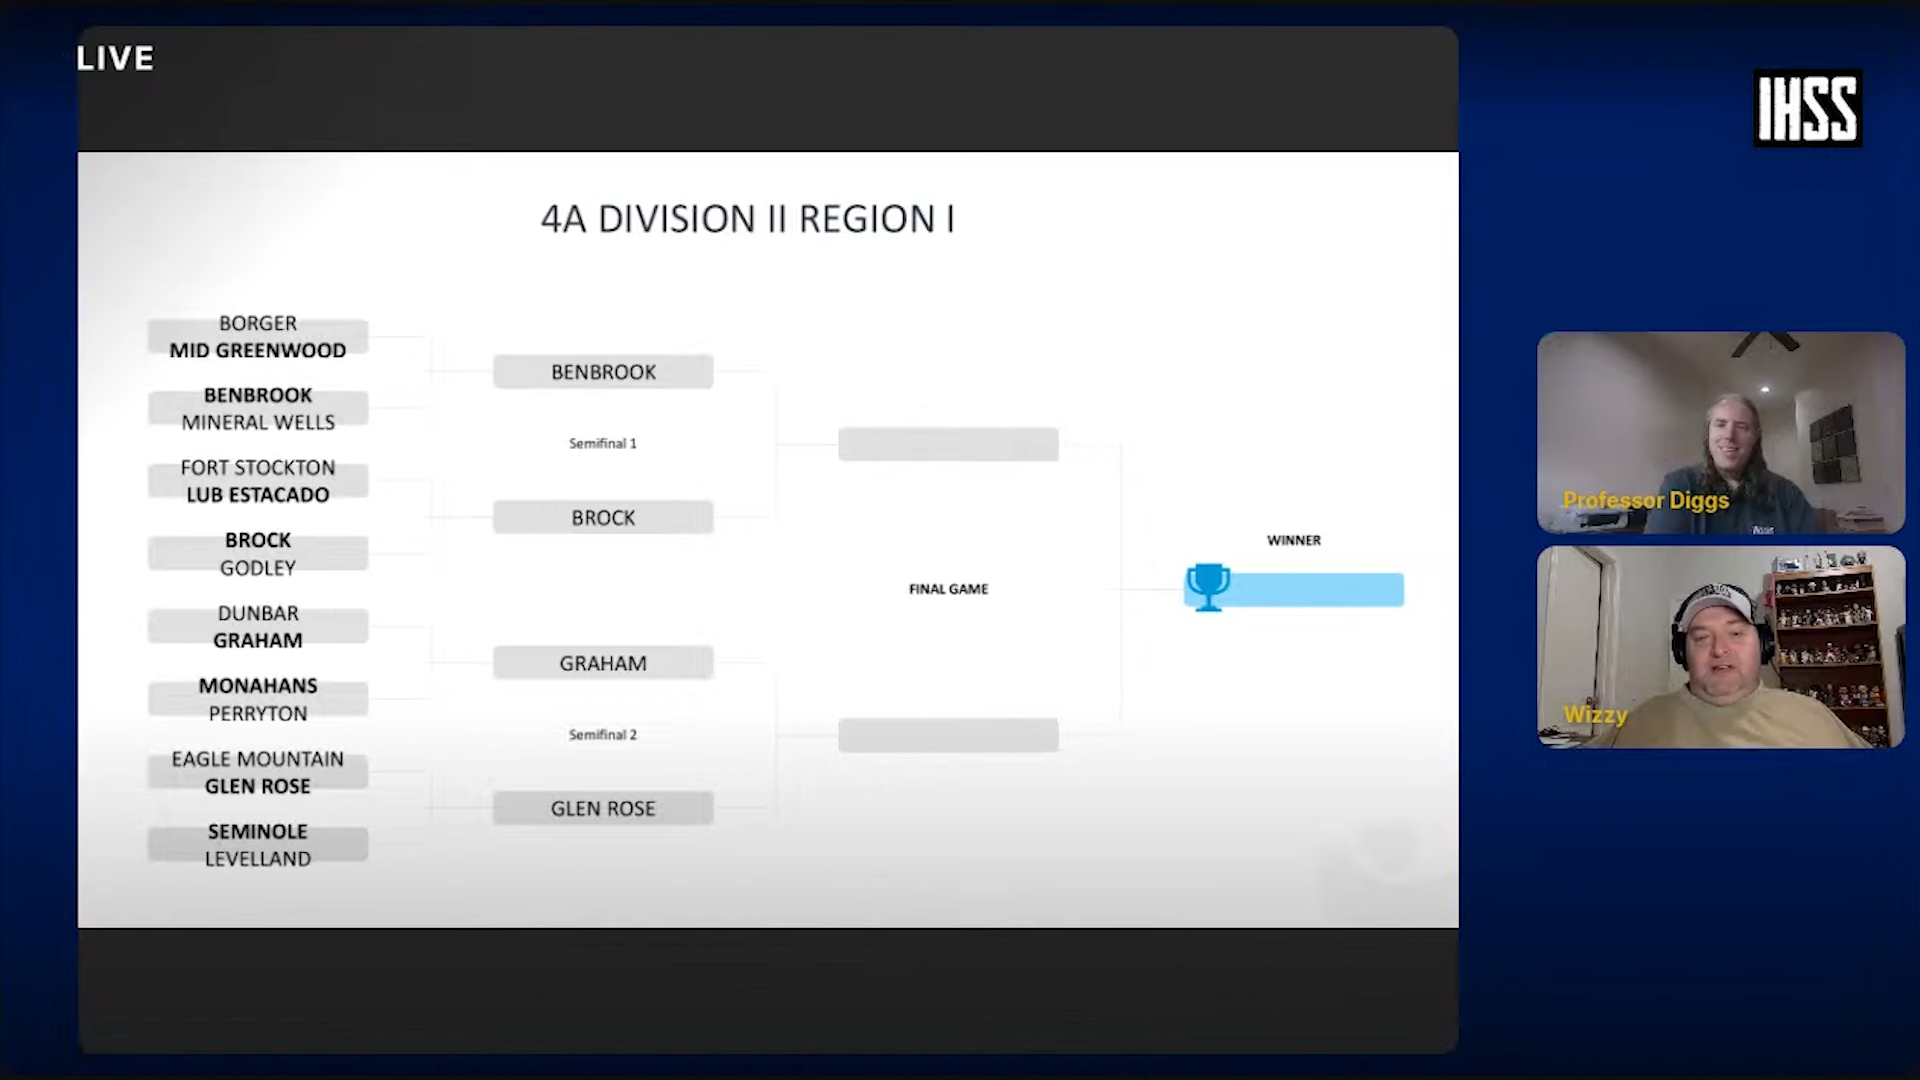 LIVE
IHSS
4A DIVISION II REGION I
BORGER
MID GREENWOOD
BENBROOK
MINERAL WELLS
FORT STOCKTON
LUB ESTACADO
BROCK
GODLEY
DUNBAR
GRAHAM
MONAHANS
PERRYTON
EAGLE MOUNTAIN
GLEN ROSE
SEMINOLE
LEVELLAND
BENBROOK
Semifinal 1
BROCK
GRAHAM
Semifinal 2
GLEN ROSE
FINAL GAME
WINNER
Professor Diggs
Wizzy